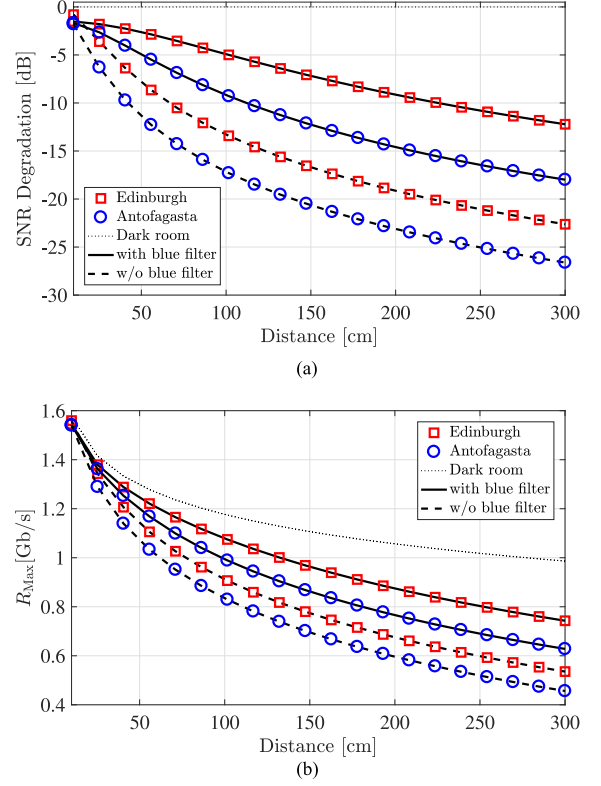 0
-5
-10
-15
-20
-25
-30
SNR Degradation [dB]
Edinburgh
Antofagasta
Dark room
with blue filter
w/o blue filter
50 100 150 200 250 300
Distance [cm]
(a)
1.6
1.4
1.2
1
0.8
0.6
0.4
R_Max[Gb/s]
Edinburgh
Antofagasta
Dark room
with blue filter
w/o blue filter
50 100 150 200 250 300
Distance [cm]
(b)